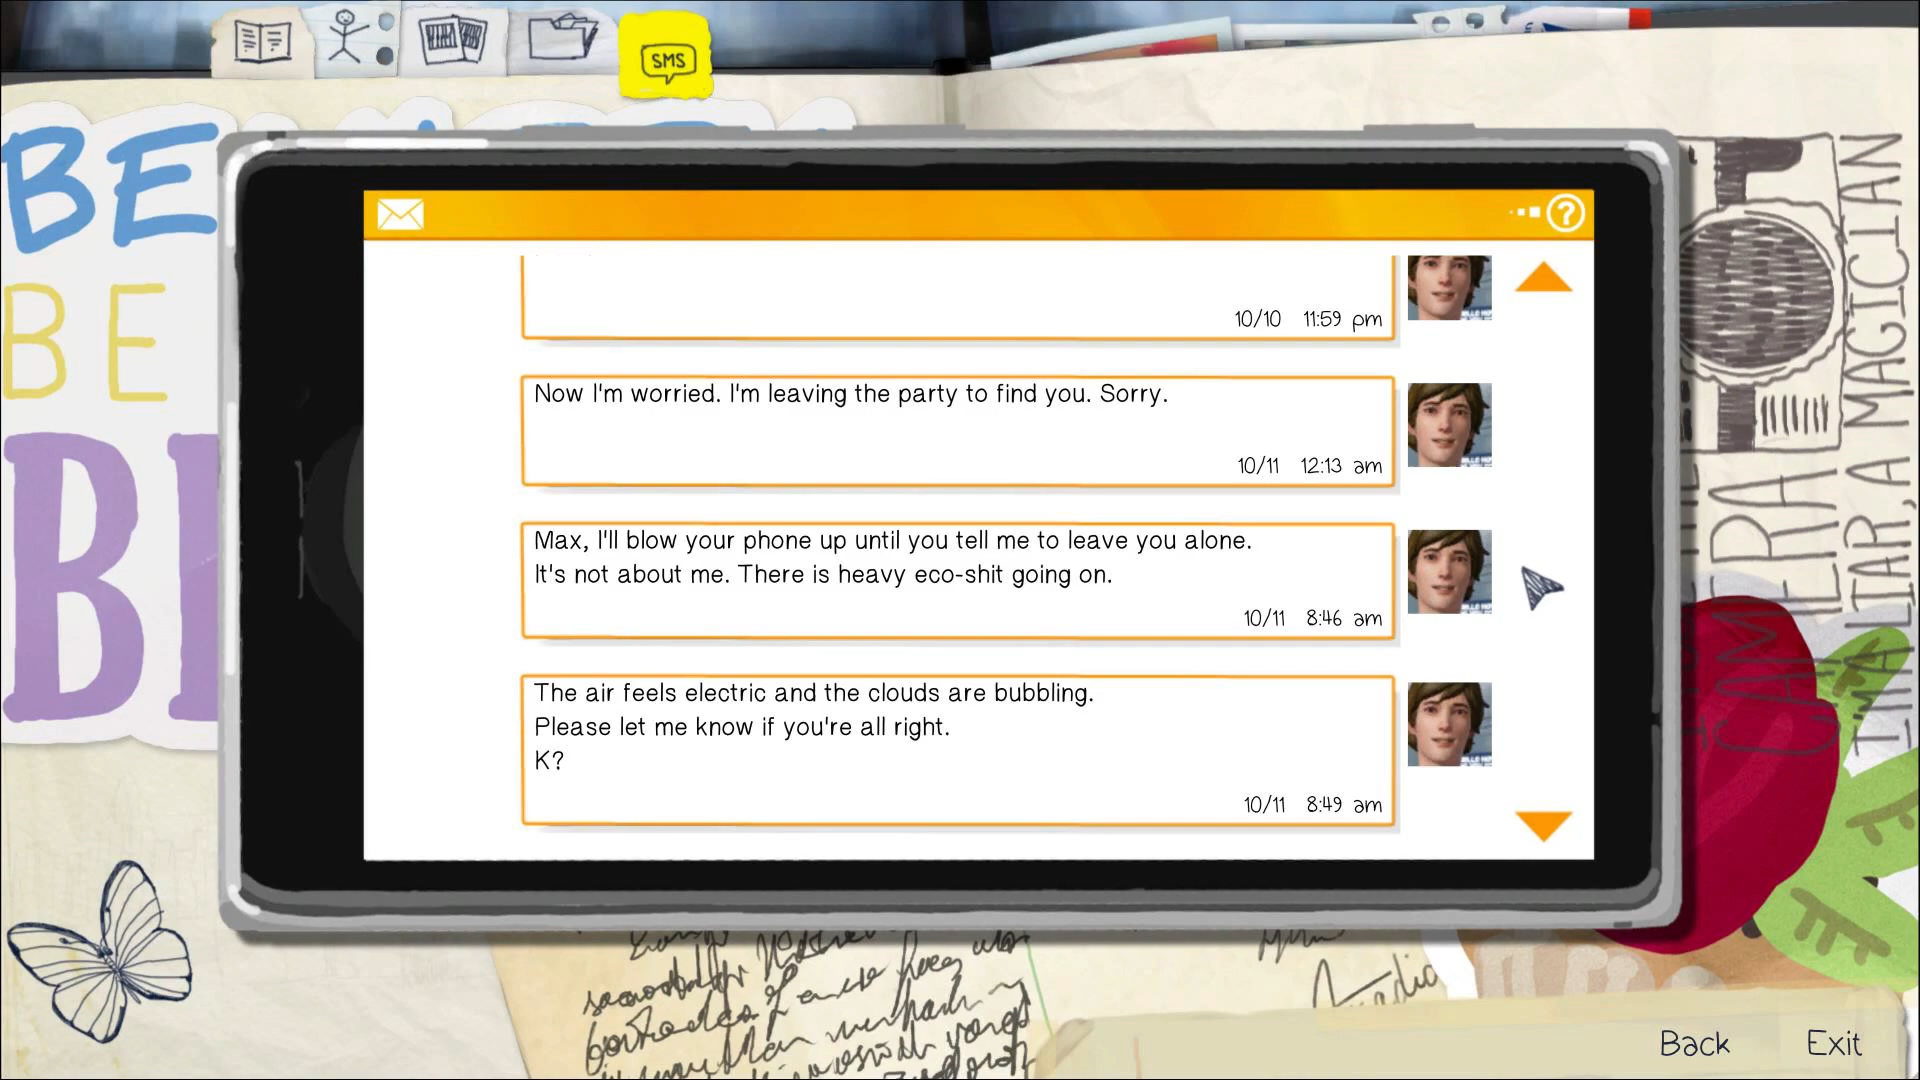 SMS
BE
BE
10/10 11:59 pm
Now I'm worried. I'm leaving the party to find you. Sorry.
10/11 12:13 am
Max, I'll blow your phone up until you tell me to leave you alone.
It's not about me. There is heavy eco-shit going on.
10/11 8:46 am
The air feels electric and the clouds are bubbling.
Please let me know if you're all right.
K?
10/11 8:49 am
?
CAMERA
LIAR, A MAGICIAN
Back
Exit